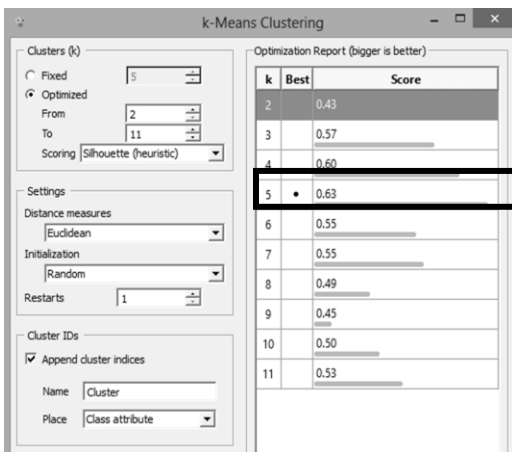 k-Means Clustering
Clusters (k)
Fixed 5
Optimized
From 2
To 11
Scoring Silhouette (heuristic)
Settings
Distance measures
Euclidean
Initialization
Random
Restarts 1
Cluster IDs
Append cluster indices
Name Cluster
Place Class attribute
Optimization Report (bigger is better)
k Best Score
2 0.43
3 0.57
4 0.60
5 • 0.63
6 0.55
7 0.55
8 0.49
9 0.45
10 0.50
11 0.53